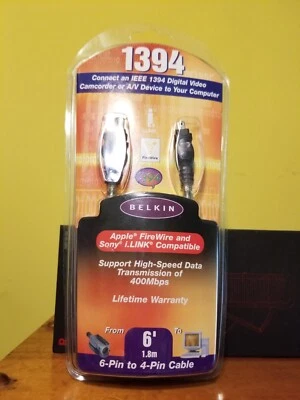 1394
Connect an IEEE 1394 Digital Video
Camcorder or A/V Device to Your Computer
FireWire
BELKIN
Apple® FireWire and
Sony® i.LINK® Compatible
Support High-Speed Data
Transmission of
400Mbps
Lifetime Warranty
From 6' To
1.8m
6-Pin to 4-Pin Cable